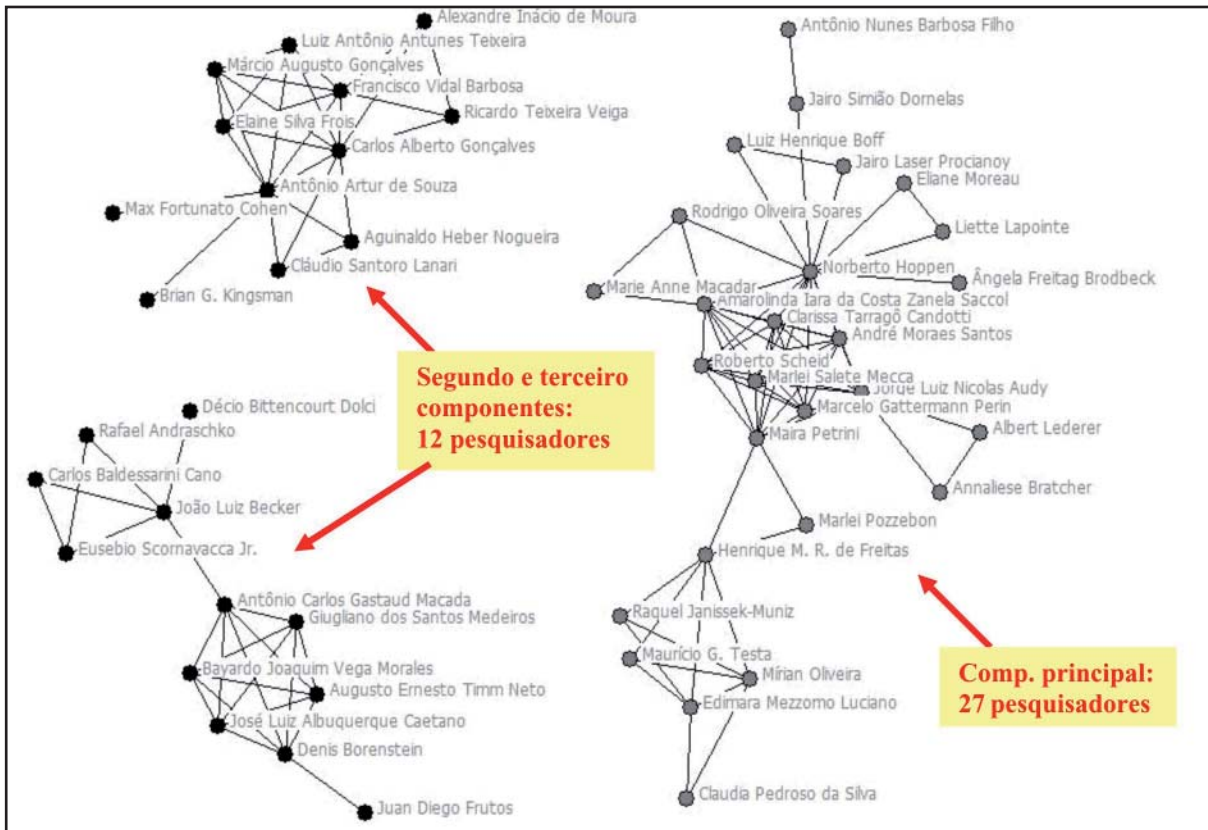 Alexandre Inácio de Moura
Luiz Antônio Antunes Teixeira
Márcio Augusto Gonçalves
Francisco Vidal Barbosa
Ricardo Teixeira Veiga
Elaine Silva Frois
Carlos Alberto Gonçalves
Antônio Artur de Souza
Max Fortunato Cohen
Aguinaldo Heber Nogueira
Cláudio Santoro Lanari
Brian G. Kingsman
Segundo e terceiro
componentes:
12 pesquisadores
Décio Bittencourt Dolci
Rafael Andraschko
Carlos Baldessarini Cano
João Luiz Becker
Eusebio Scornavacca Jr.
Antônio Carlos Gastaud Macada
Giugliano dos Santos Medeiros
Bayardo Joaquim Vega Morales
Augusto Ernesto Timm Neto
José Luiz Albuquerque Caetano
Denis Borenstein
Juan Diego Frutos
Antônio Nunes Barbosa Filho
Jairo Simião Dornelas
Luiz Henrique Boff
Jairo Laser Procianoy
Eliane Moreau
Rodrigo Oliveira Soares
Liette Lapointe
Norberto Hoppen
Ângela Freitag Brodbeck
Marie Anne Macadar
Amarolinda Iara da Costa Zanela Saccol
Clarissa Tarragô Candotti
André Moraes Santos
Roberto Scheid
Marlei Salete Mecca
Jorge Luiz Nicolas Audy
Marcelo Gattermann Perin
Maira Petrini
Albert Lederer
Annaliese Bratcher
Marlei Pozzebon
Henrique M. R. de Freitas
Raquel Janissek-Muniz
Maurício G. Testa
Mírian Oliveira
Edimara Mezzomo Luciano
Claudia Pedroso da Silva
Comp. principal:
27 pesquisadores